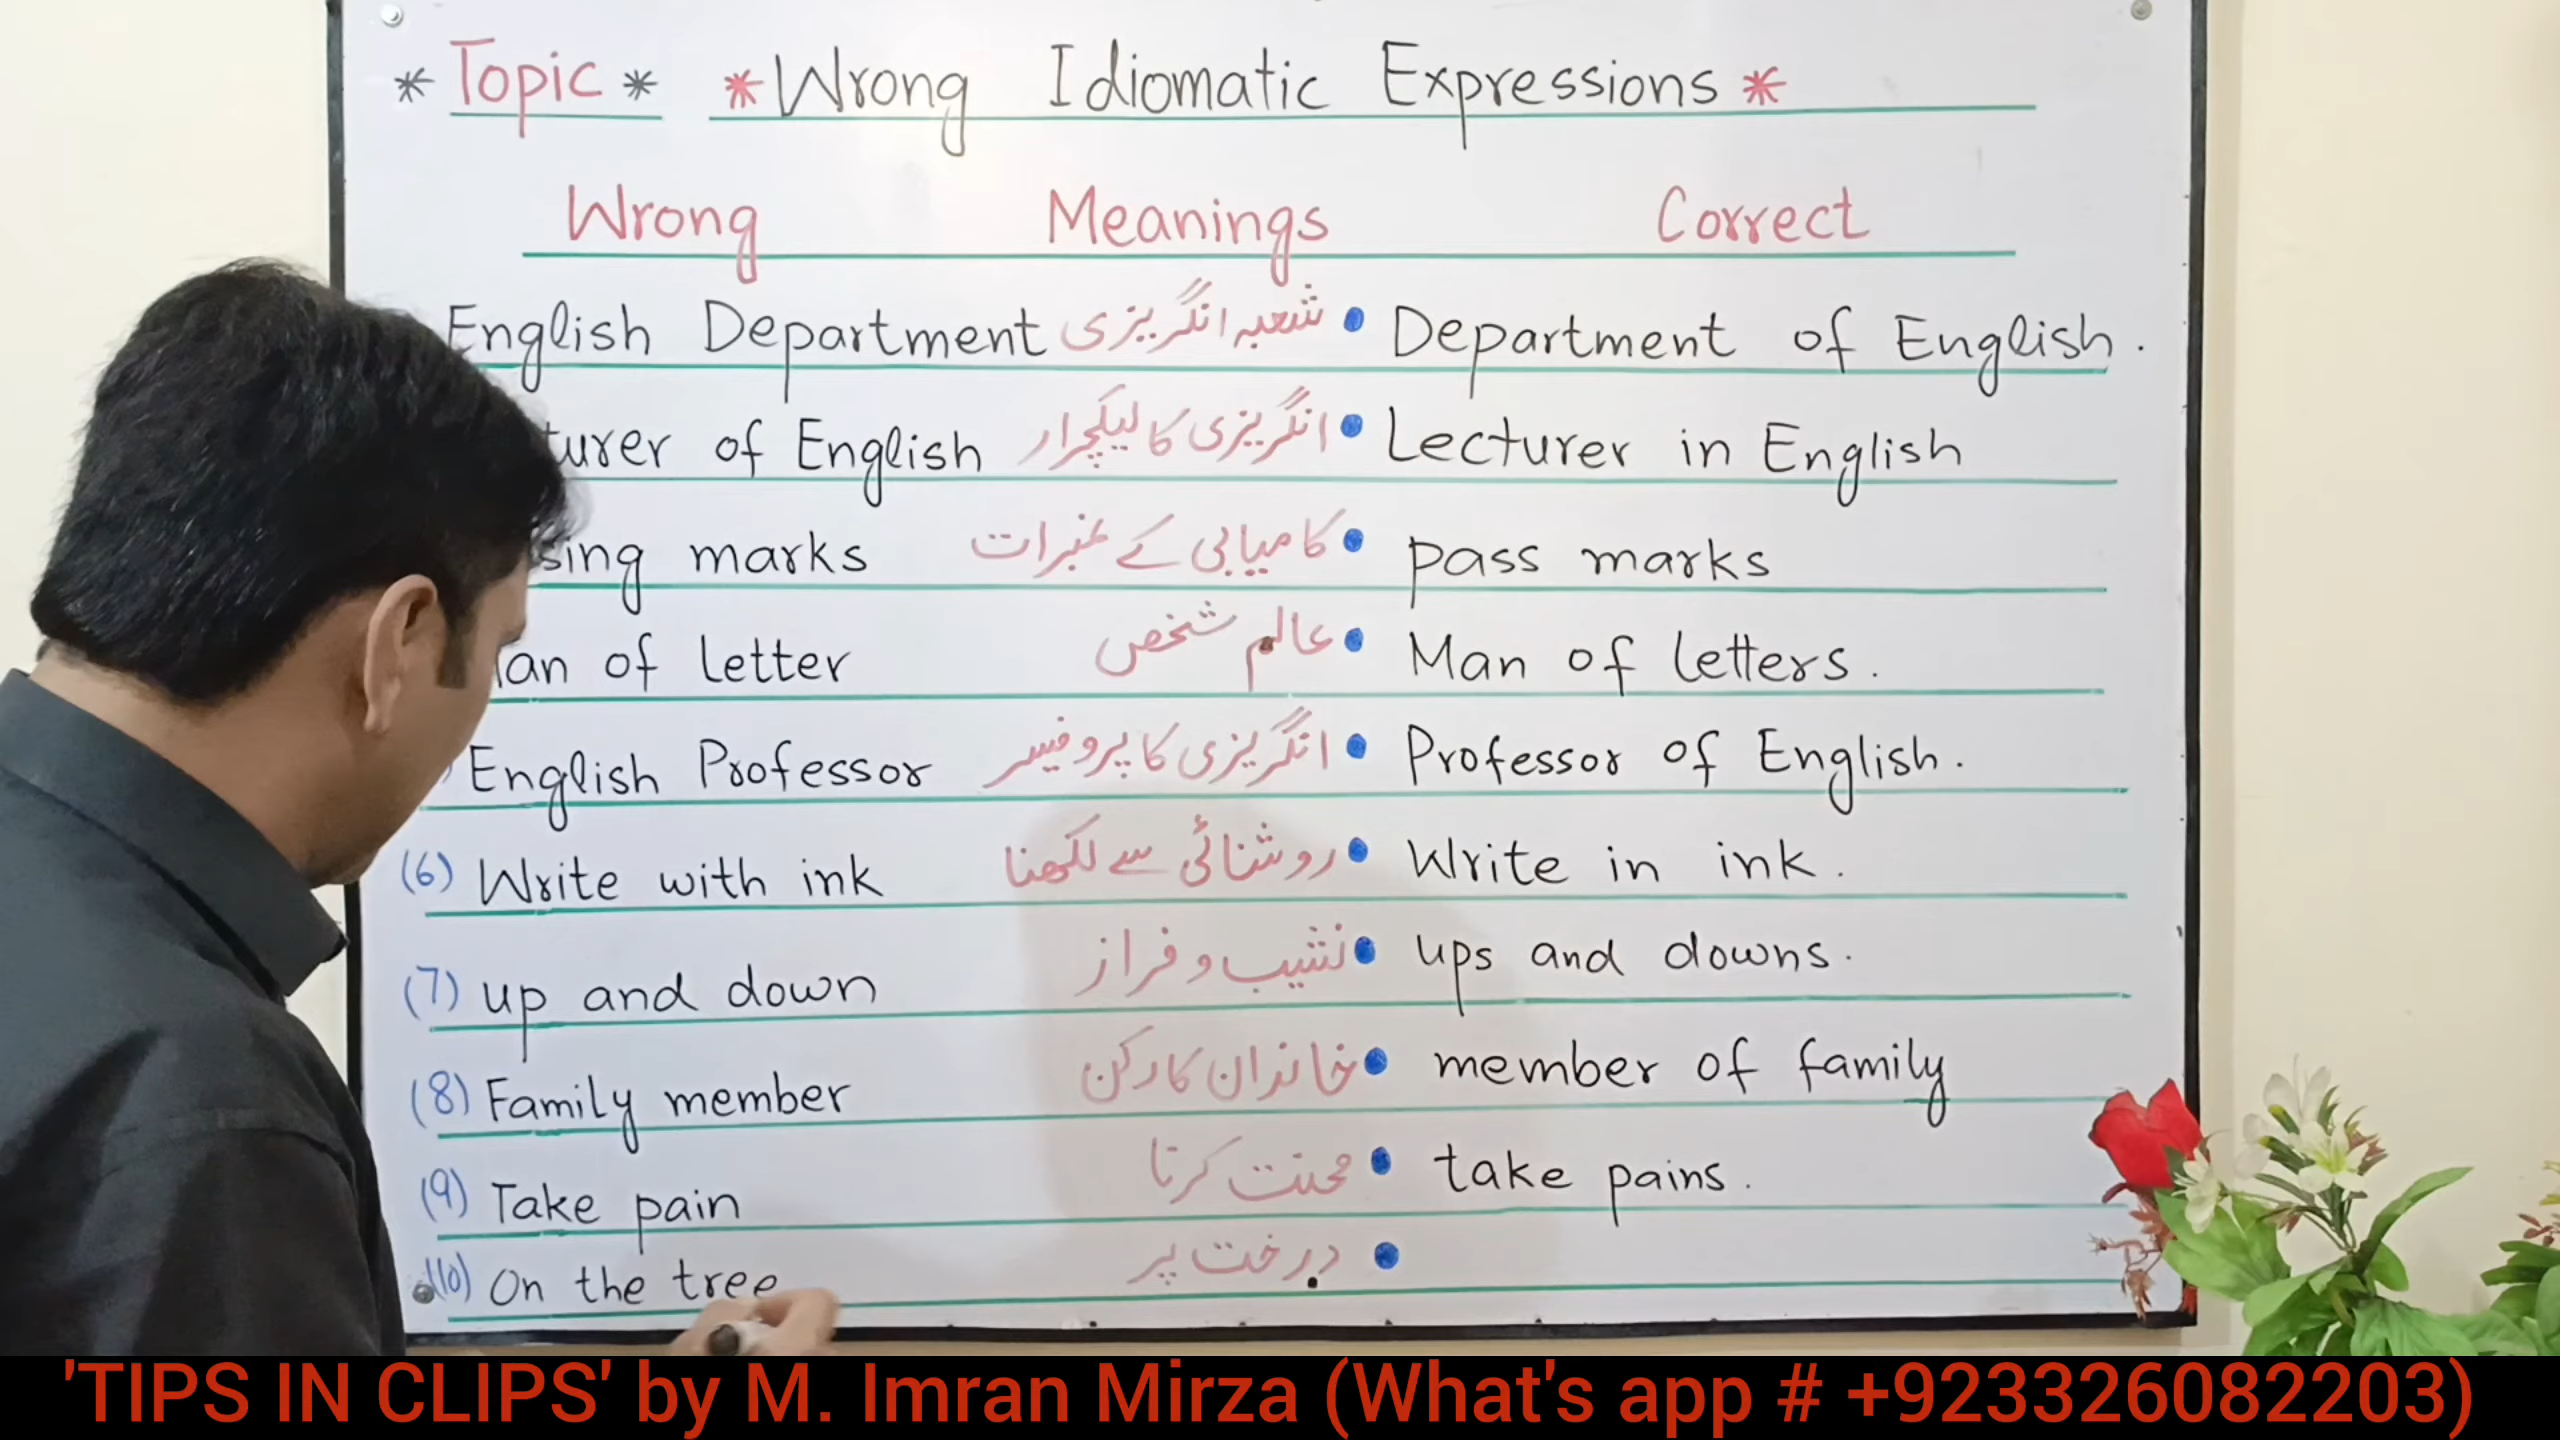 * Topic * * Wrong Idiomatic Expressions *
Wrong Meanings Correct
English Department شعبہ انگریزی • Department of English.
turer of English انگریزی کا لیکچرار • Lecturer in English
sing marks کامیابی کے نمبرات • pass marks
an of letter عالم شخص • Man of letters.
) English Professor انگریزی کا پروفیسر • Professor of English.
(6) Write with ink روشنائی سے لکھنا • Write in ink.
(7) up and down نشیب و فراز • ups and downs.
(8) Family member خاندان کا رکن • member of family
(9) Take pain محنت کرنا • take pains.
(10) On the tree درخت پر •
'TIPS IN CLIPS' by M. Imran Mirza (What's app # +923326082203)